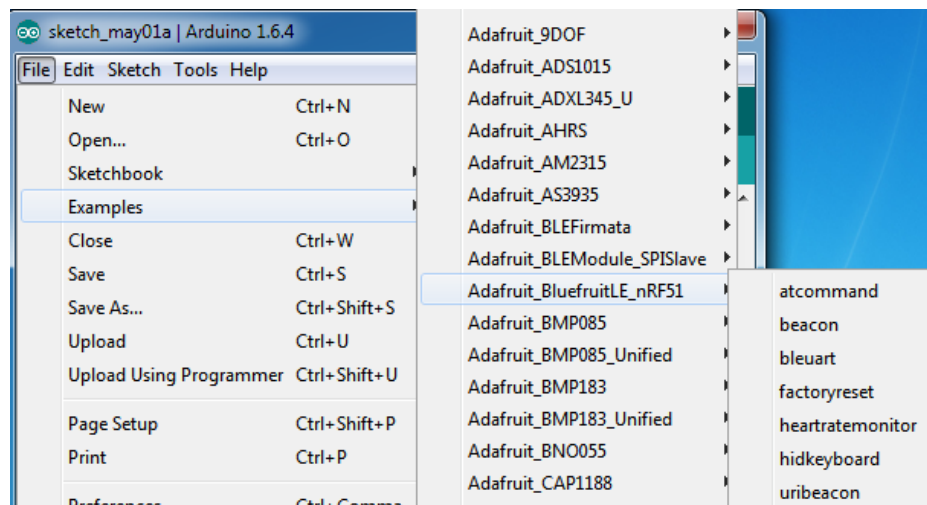 sketch_may01a | Arduino 1.6.4
File Edit Sketch Tools Help
New Ctrl+N
Open... Ctrl+O
Sketchbook
Examples
Close Ctrl+W
Save Ctrl+S
Save As... Ctrl+Shift+S
Upload Ctrl+U
Upload Using Programmer Ctrl+Shift+U
Page Setup Ctrl+Shift+P
Print Ctrl+P
Preferences Ctrl+Comma
Adafruit_9DOF
Adafruit_ADS1015
Adafruit_ADXL345_U
Adafruit_AHRS
Adafruit_AM2315
Adafruit_AS3935
Adafruit_BLEFirmata
Adafruit_BLEModule_SPISlave
Adafruit_BluefruitLE_nRF51
Adafruit_BMP085
Adafruit_BMP085_Unified
Adafruit_BMP183
Adafruit_BMP183_Unified
Adafruit_BNO055
Adafruit_CAP1188
atcommand
beacon
bleuart
factoryreset
heartratemonitor
hidkeyboard
uribeacon